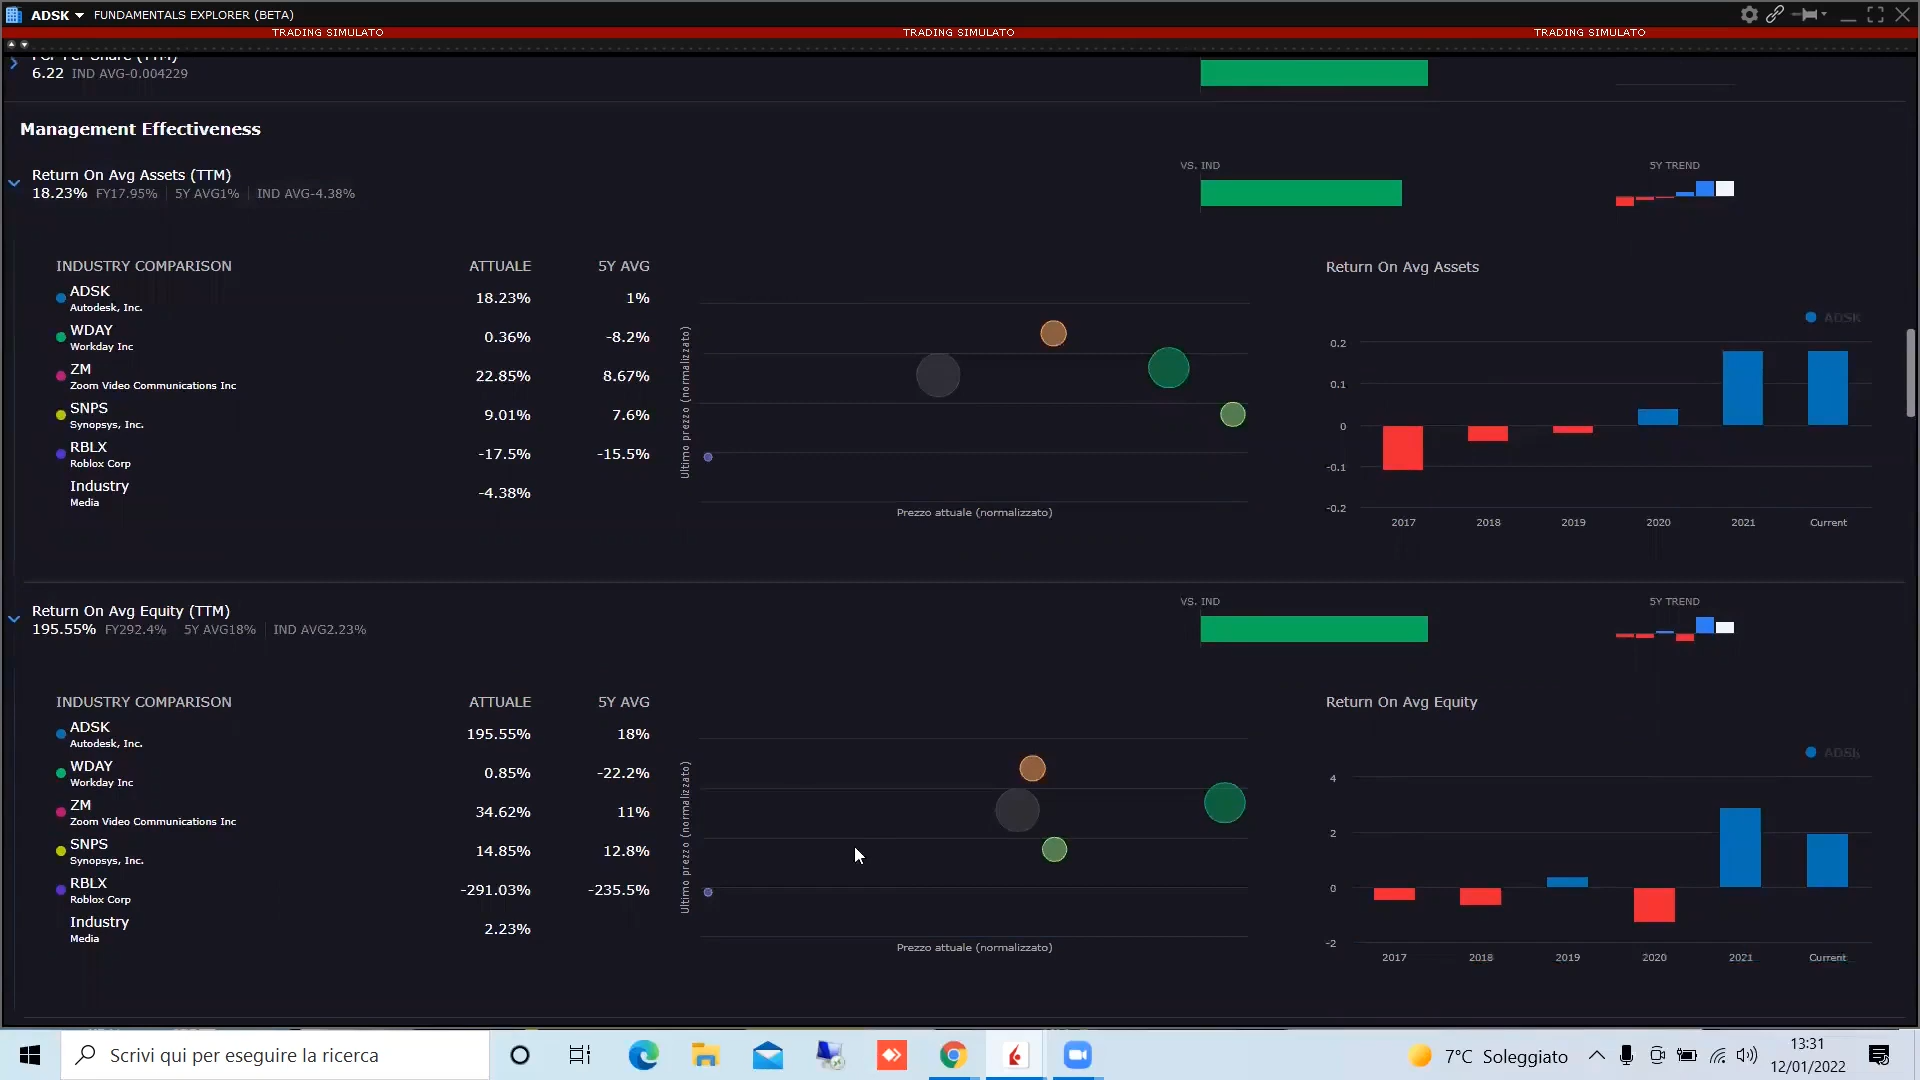 ADSK FUNDAMENTALS EXPLORER (BETA)
TRADING SIMULATO TRADING SIMULATO TRADING SIMULATO
6.22 IND AVG-0.004229
Management Effectiveness
Return On Avg Assets (TTM)
18.23% FY17.95% 5Y AVG1% IND AVG-4.38%
VS. IND
5Y TREND
INDUSTRY COMPARISON ATTUALE 5Y AVG
ADSK 18.23% 1%
Autodesk, Inc.
WDAY 0.36% -8.2%
Workday Inc
ZM 22.85% 8.67%
Zoom Video Communications Inc
SNPS 9.01% 7.6%
Synopsys, Inc.
RBLX -17.5% -15.5%
Roblox Corp
Industry -4.38%
Media
Ultimo prezzo (normalizzato)
Prezzo attuale (normalizzato)
Return On Avg Assets
ADSK
0.2
0.1
0
-0.1
-0.2
2017 2018 2019 2020 2021 Current
Return On Avg Equity (TTM)
195.55% FY292.4% 5Y AVG18% IND AVG2.23%
VS. IND
5Y TREND
INDUSTRY COMPARISON ATTUALE 5Y AVG
ADSK 195.55% 18%
Autodesk, Inc.
WDAY 0.85% -22.2%
Workday Inc
ZM 34.62% 11%
Zoom Video Communications Inc
SNPS 14.85% 12.8%
Synopsys, Inc.
RBLX -291.03% -235.5%
Roblox Corp
Industry 2.23%
Media
Ultimo prezzo (normalizzato)
Prezzo attuale (normalizzato)
Return On Avg Equity
ADSK
4
2
0
-2
2017 2018 2019 2020 2021 Current
Scrivi qui per eseguire la ricerca
7°C Soleggiato
13:31
12/01/2022